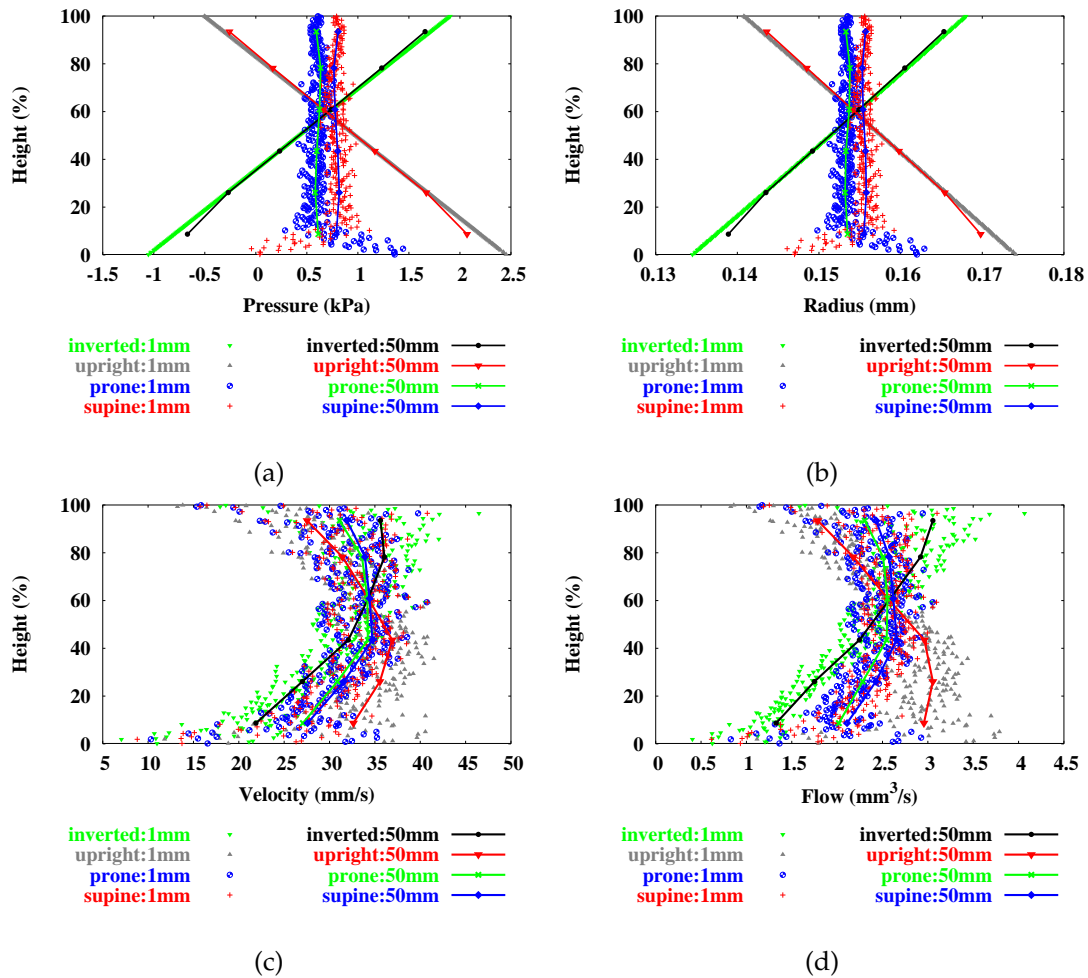 100
80
60
40
20
0
Height (%)
-1.5 -1 -0.5 0 0.5 1 1.5 2 2.5
Pressure (kPa)
inverted:1mm inverted:50mm
upright:1mm upright:50mm
prone:1mm prone:50mm
supine:1mm supine:50mm
(a)
100
80
60
40
20
0
Height (%)
0.13 0.14 0.15 0.16 0.17 0.18
Radius (mm)
inverted:1mm inverted:50mm
upright:1mm upright:50mm
prone:1mm prone:50mm
supine:1mm supine:50mm
(b)
100
80
60
40
20
0
Height (%)
5 10 15 20 25 30 35 40 45 50
Velocity (mm/s)
inverted:1mm inverted:50mm
upright:1mm upright:50mm
prone:1mm prone:50mm
supine:1mm supine:50mm
(c)
100
80
60
40
20
0
Height (%)
0 0.5 1 1.5 2 2.5 3 3.5 4 4.5
Flow (mm³/s)
inverted:1mm inverted:50mm
upright:1mm upright:50mm
prone:1mm prone:50mm
supine:1mm supine:50mm
(d)